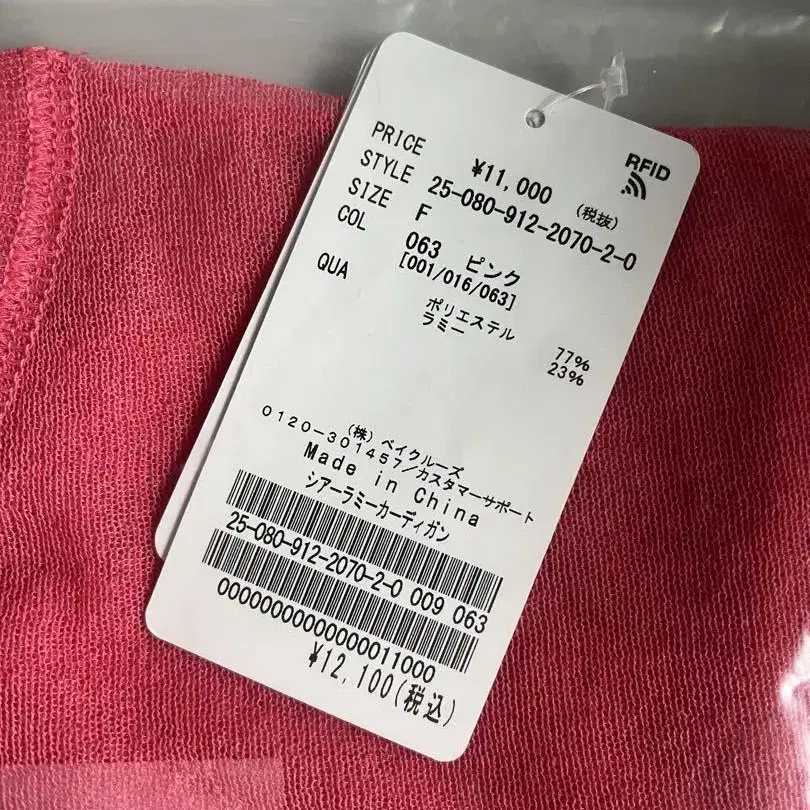 RFID
PRICE ¥11,000 (税抜)
STYLE 25-080-912-2070-2-0
SIZE F
COL 063 ピンク
[001/016/063]
QUA ポリエステル 77%
ラミー 23%
(株) ベイクルーズ
0120-301457/カスタマーサポート
Made in China
シアーラミーカーディガン
25-080-912-2070-2-0 009 063
0000000000000011000
¥12,100(税込)